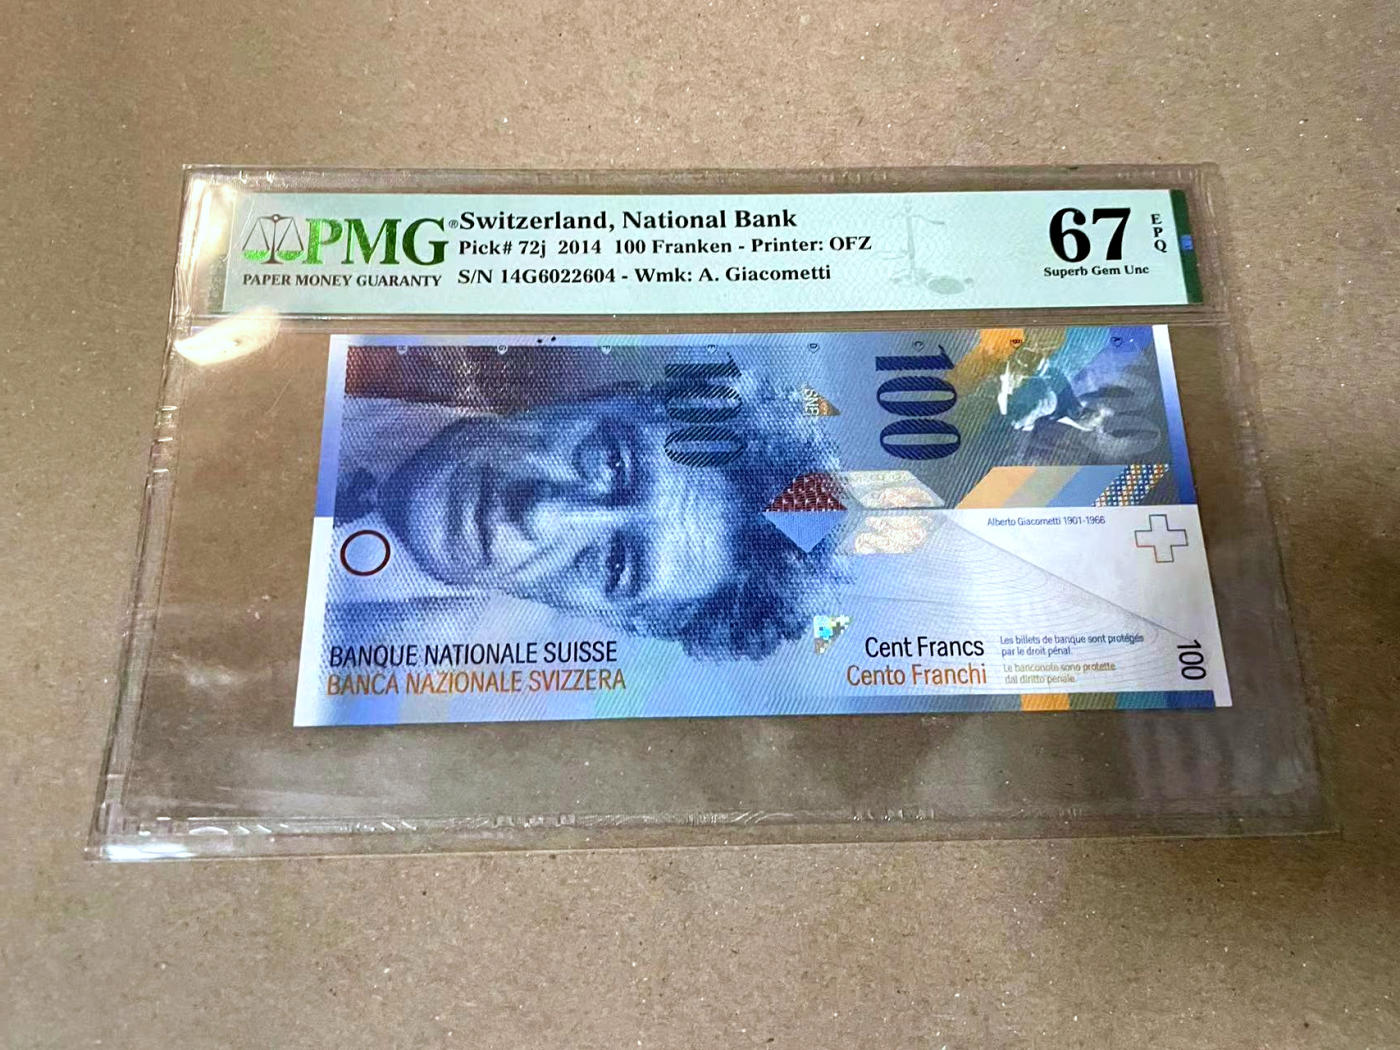 PMG®
PAPER MONEY GUARANTY
Switzerland, National Bank
Pick# 72j 2014 100 Franken - Printer: OFZ
S/N 14G6022604 - Wmk: A. Giacometti
67
EPQ
Superb Gem Unc
100
100
SNB
Alberto Giacometti 1901-1966
BANQUE NATIONALE SUISSE
BANCA NAZIONALE SVIZZERA
Cent Francs
Cento Franchi
Les billets de banque sont protégés
par le droit pénal.
Le banconote sono protette
dal diritto penale.
100